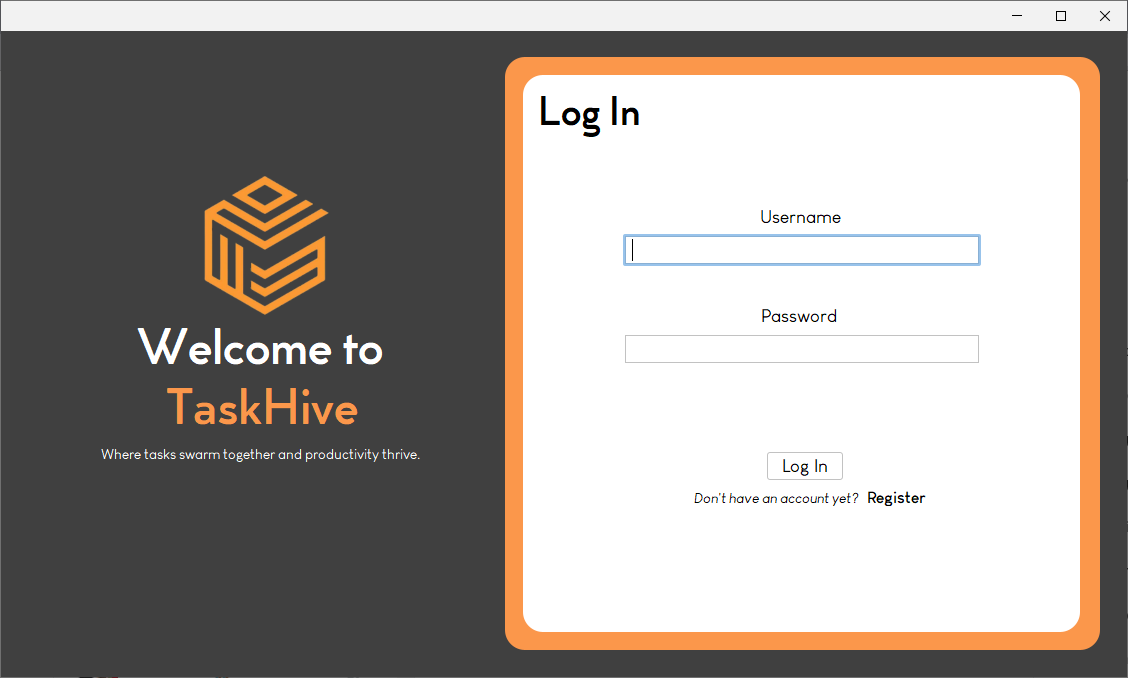 Welcome to
TaskHive
Where tasks swarm together and productivity thrive.
Log In
Username
Password
Log In
Don't have an account yet? Register